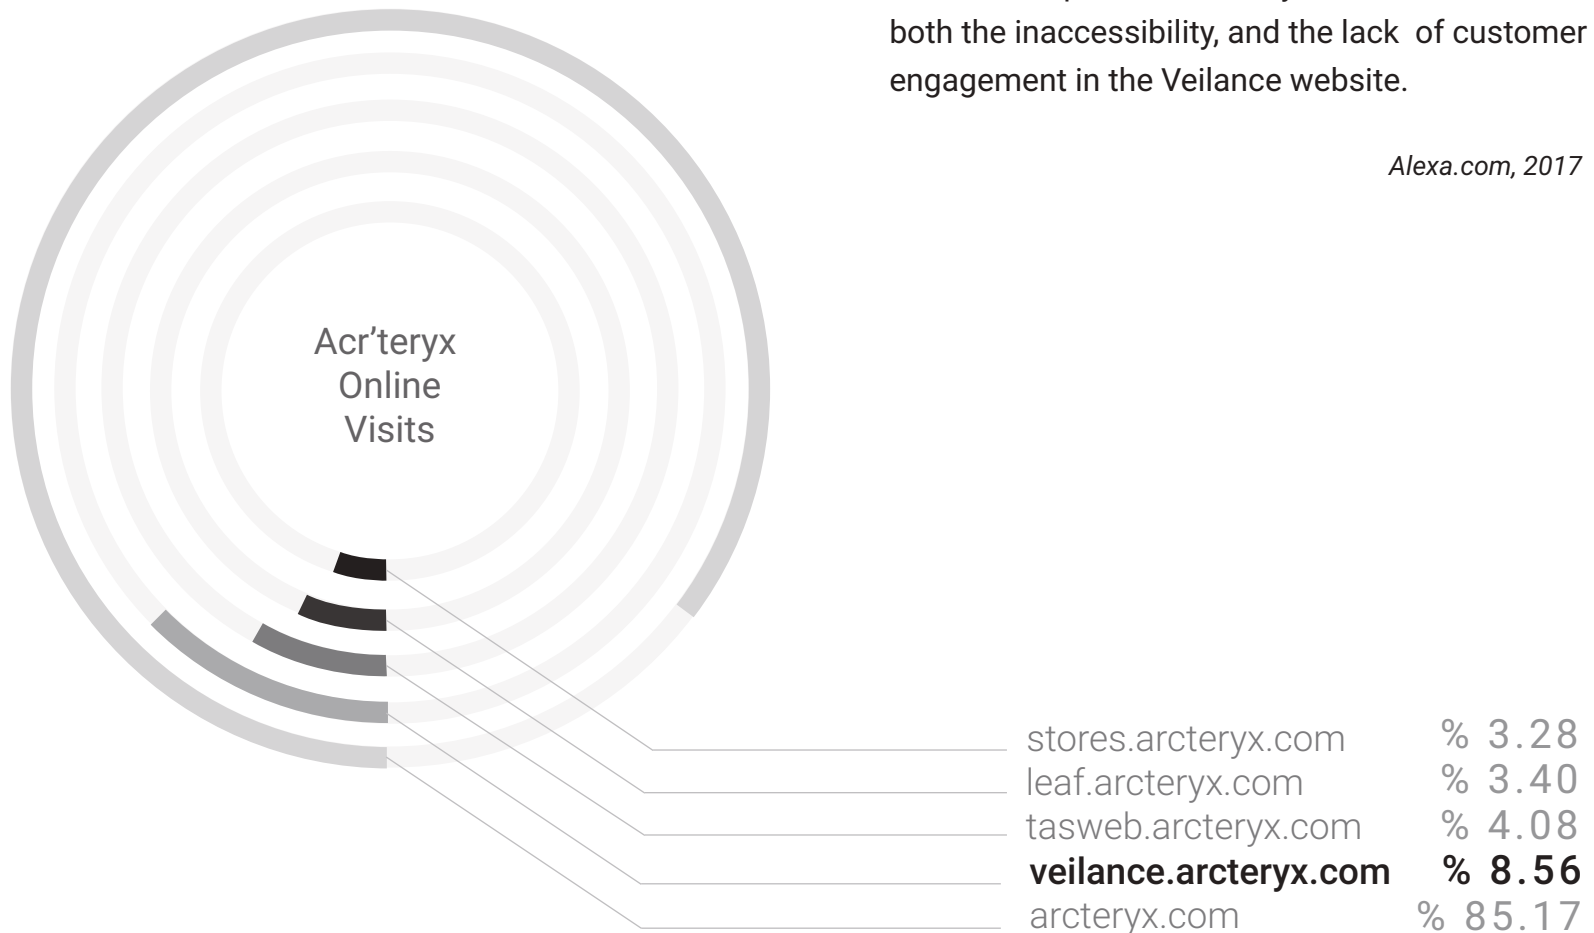 both the inaccessibility, and the lack of customer
engagement in the Veilance website.
Alexa.com, 2017
Acr’teryx
Online
Visits
stores.arcteryx.com % 3.28
leaf.arcteryx.com % 3.40
tasweb.arcteryx.com % 4.08
veilance.arcteryx.com % 8.56
arcteryx.com % 85.17